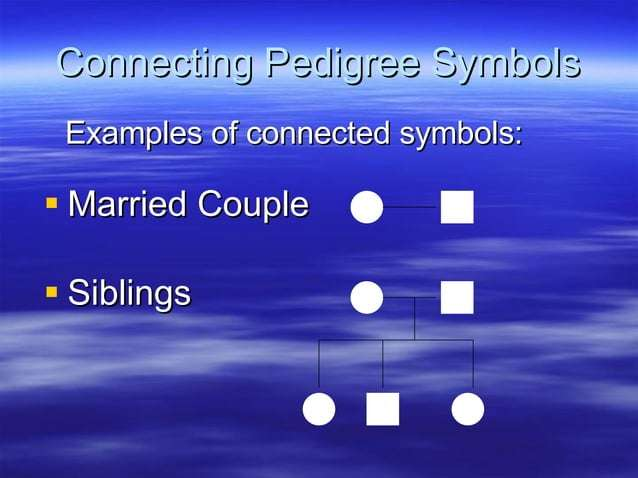 Connecting Pedigree Symbols
Examples of connected symbols:
Married Couple
Siblings